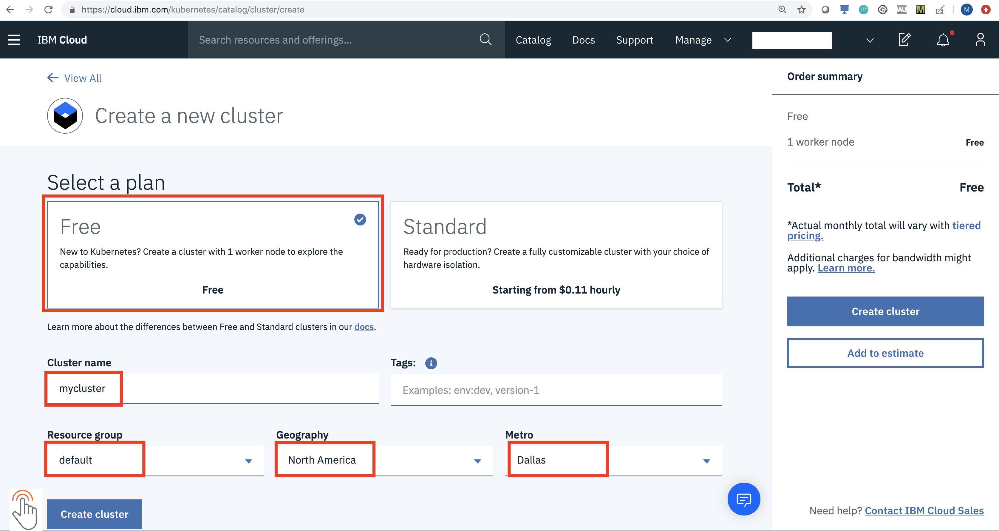 https://cloud.ibm.com/kubernetes/catalog/cluster/create
M
IBM Cloud
Search resources and offerings...
Catalog
Docs
Support
Manage
View All
Create a new cluster
Select a plan
Free
New to Kubernetes? Create a cluster with 1 worker node to explore the
capabilities.
Free
Standard
Ready for production? Create a fully customizable cluster with your choice of
hardware isolation.
Starting from $0.11 hourly
Learn more about the differences between Free and Standard clusters in our docs.
Cluster name
mycluster
Tags:
Examples: env:dev, version-1
Resource group
default
Geography
North America
Metro
Dallas
Create cluster
Order summary
Free
1 worker node Free
Total* Free
*Actual monthly total will vary with tiered
pricing.
Additional charges for bandwidth might
apply. Learn more.
Create cluster
Add to estimate
Need help? Contact IBM Cloud Sales